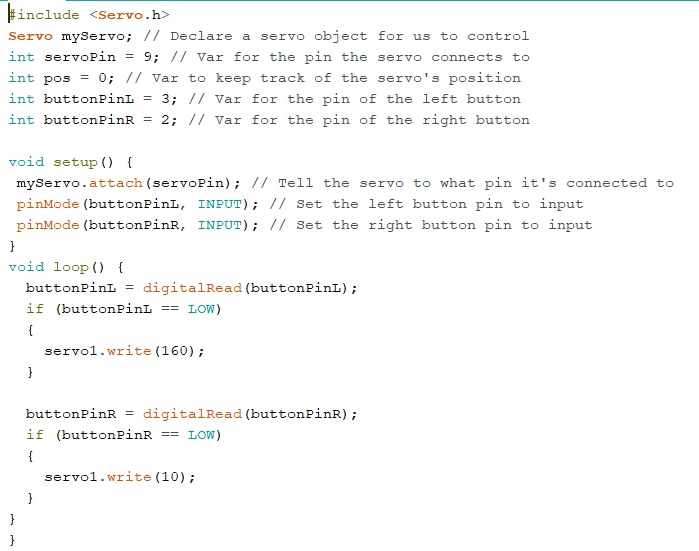 #include <Servo.h>
Servo myServo; // Declare a servo object for us to control
int servoPin = 9; // Var for the pin the servo connects to
int pos = 0; // Var to keep track of the servo's position
int buttonPinL = 3; // Var for the pin of the left button
int buttonPinR = 2; // Var for the pin of the right button

void setup() {
 myServo.attach(servoPin); // Tell the servo to what pin it's connected to
 pinMode(buttonPinL, INPUT); // Set the left button pin to input
 pinMode(buttonPinR, INPUT); // Set the right button pin to input
}
void loop() {
  buttonPinL = digitalRead(buttonPinL);
  if (buttonPinL == LOW)
  {
    servo1.write(160);
  }

  buttonPinR = digitalRead(buttonPinR);
  if (buttonPinR == LOW)
  {
    servo1.write(10);
  }
}
}